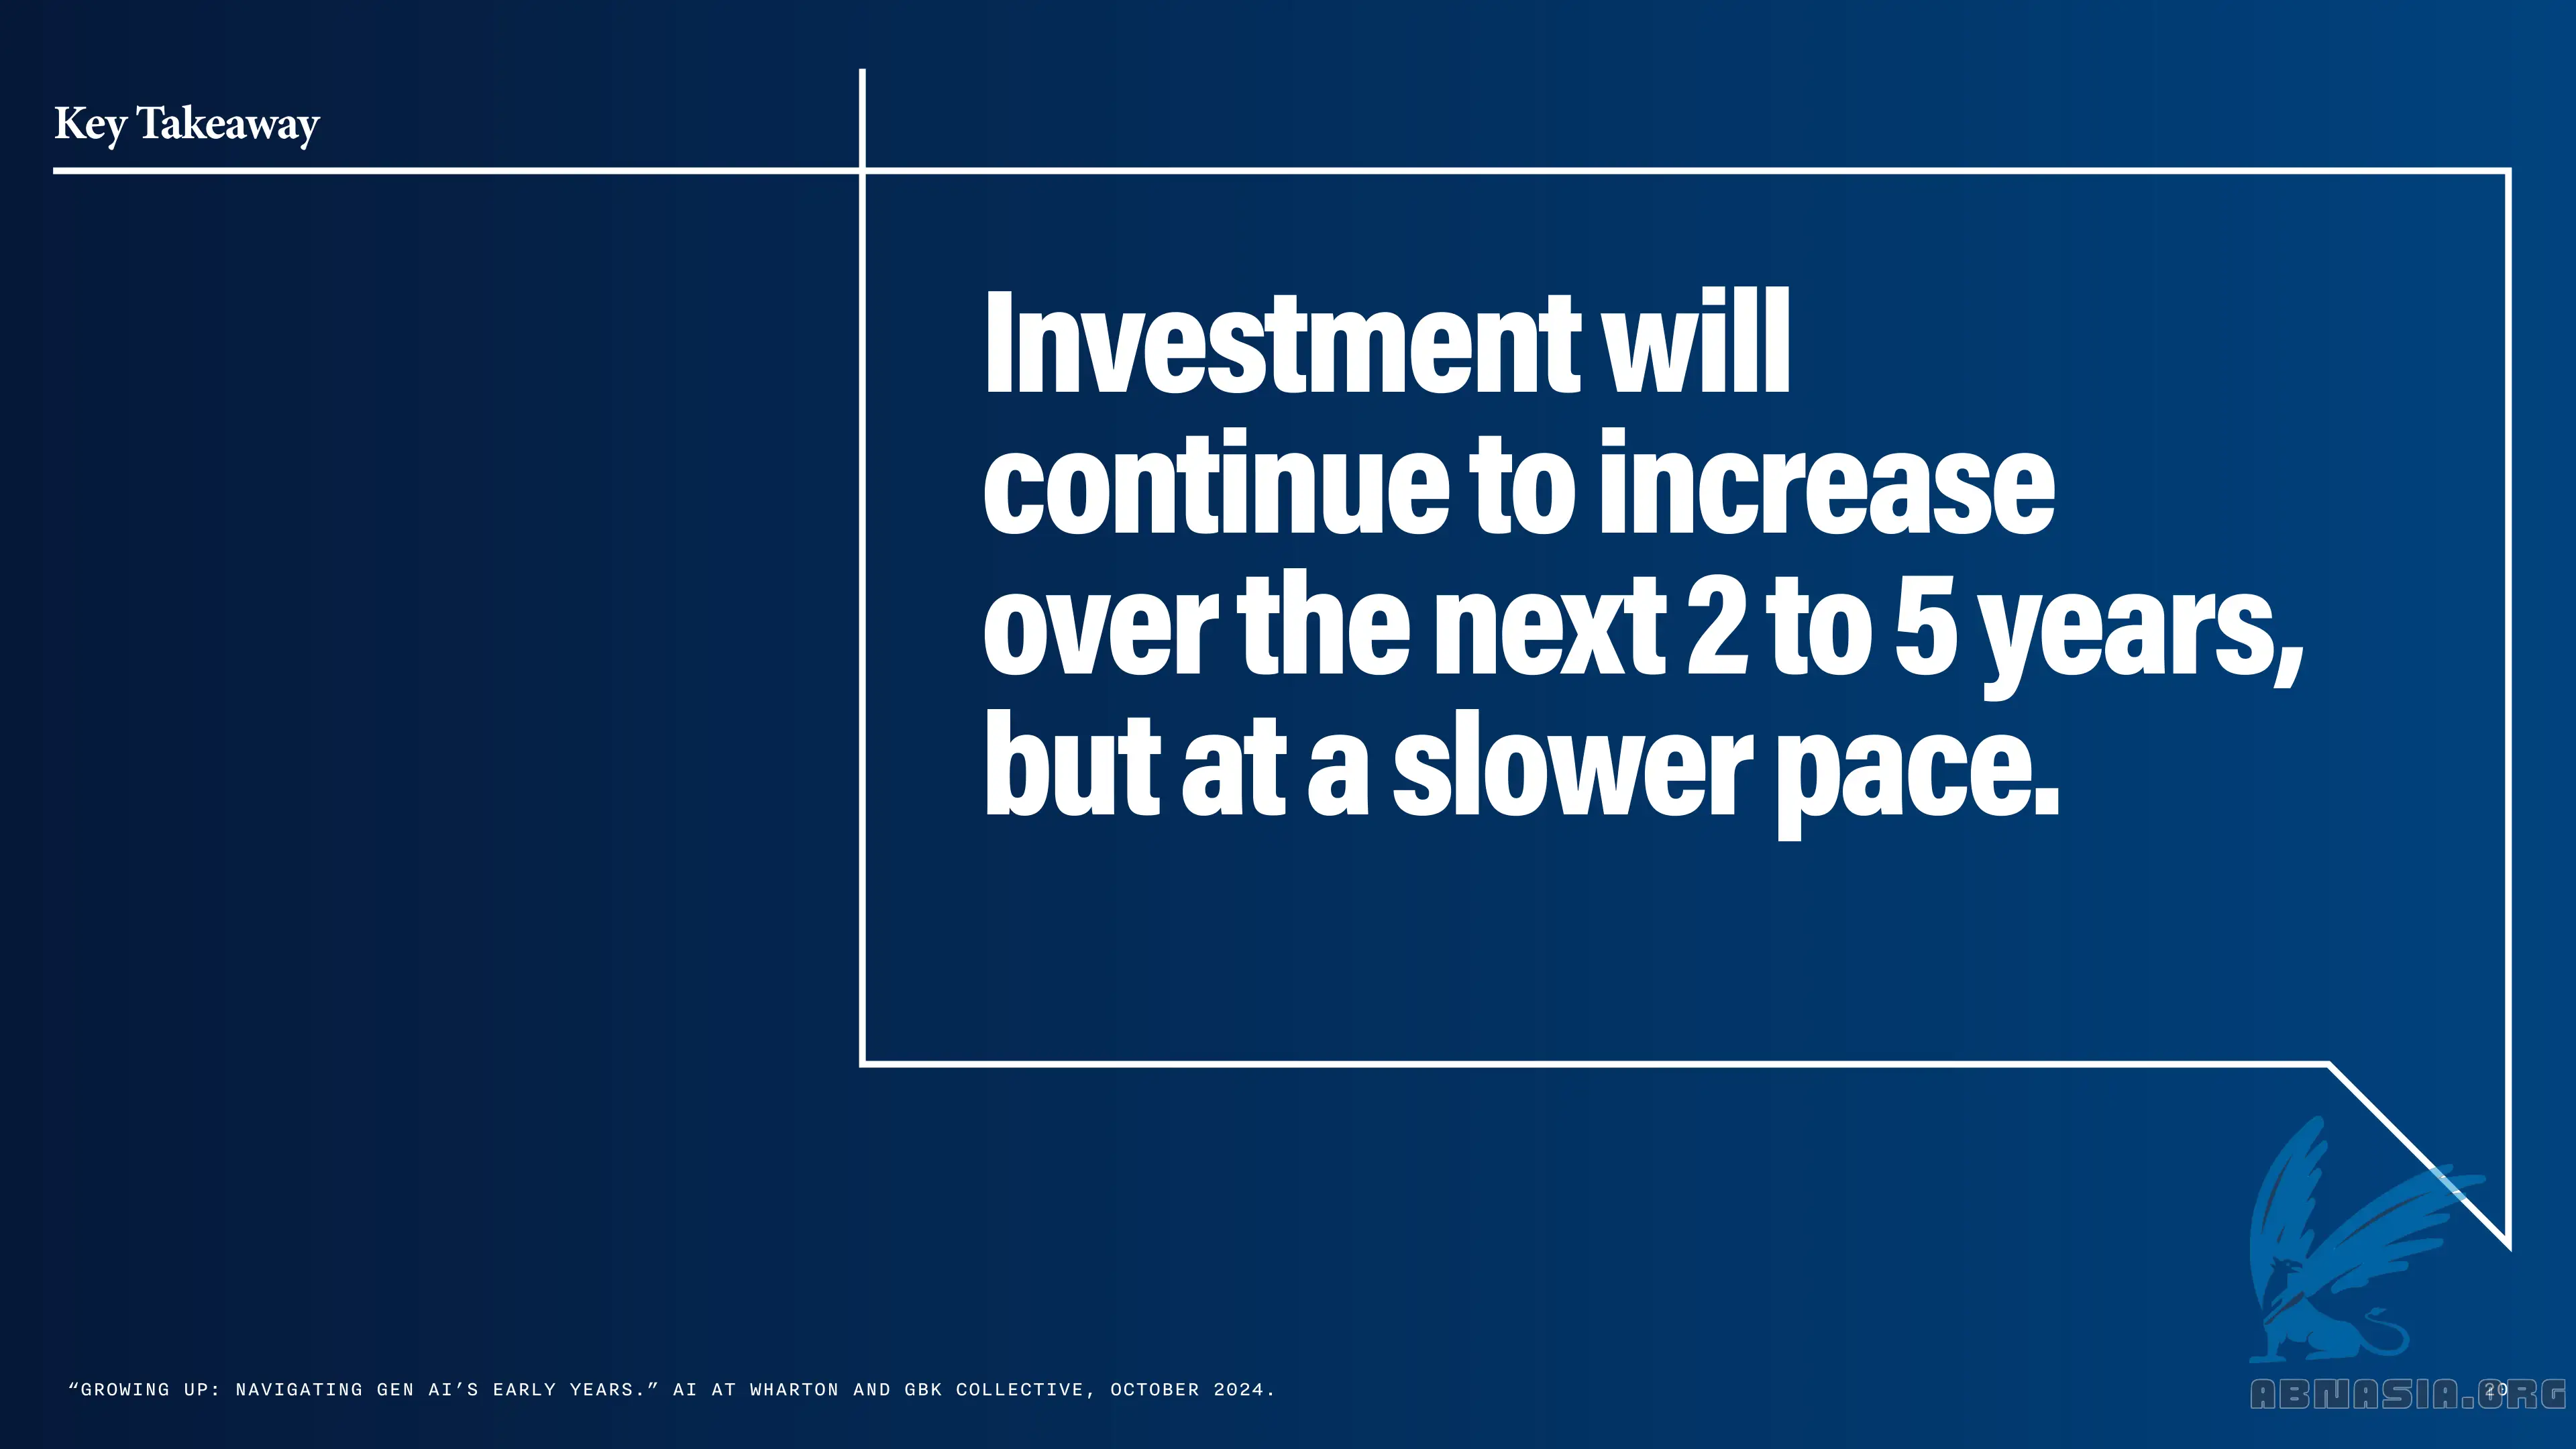 Key Takeaway
Investment will
continue to increase
over the next 2 to 5 years,
but at a slower pace.
“GROWING UP: NAVIGATING GEN AI’S EARLY YEARS.” AI AT WHARTON AND GBK COLLECTIVE, OCTOBER 2024.
20
ABNASIA.ORG